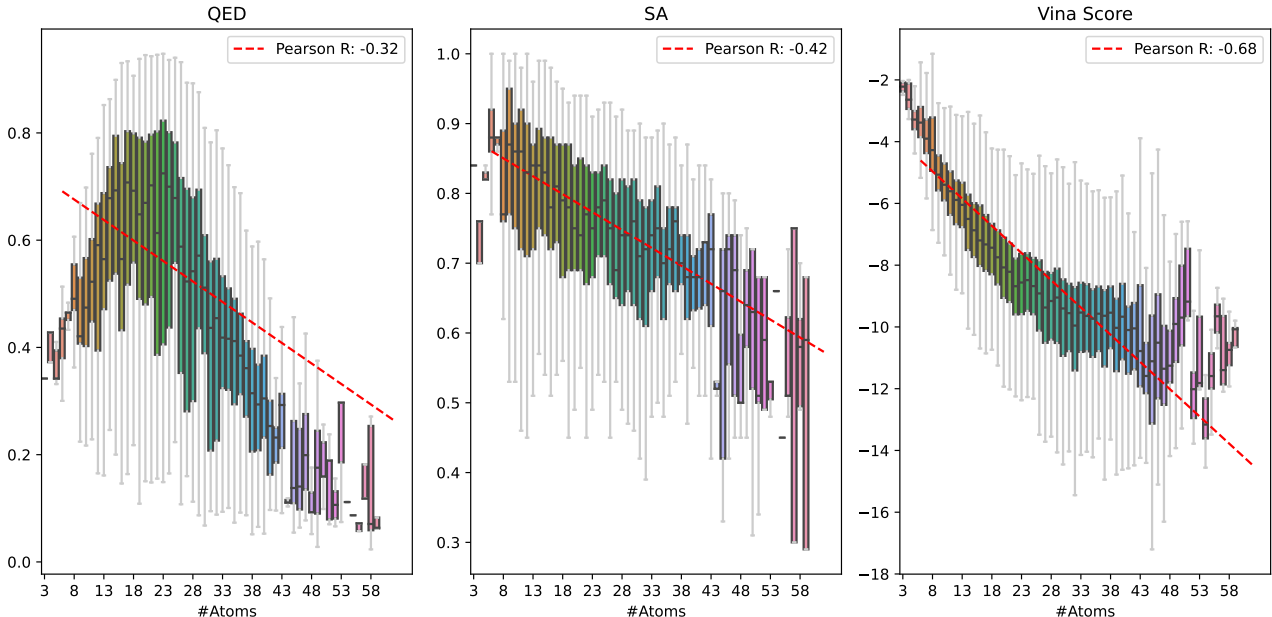 QED
SA
Vina Score
Pearson R: -0.32
Pearson R: -0.42
Pearson R: -0.68
0.8
0.6
0.4
0.2
0.0
3 8 13 18 23 28 33 38 43 48 53 58
#Atoms
1.0
0.9
0.8
0.7
0.6
0.5
0.4
0.3
3 8 13 18 23 28 33 38 43 48 53 58
#Atoms
−2
−4
−6
−8
−10
−12
−14
−16
−18
3 8 13 18 23 28 33 38 43 48 53 58
#Atoms